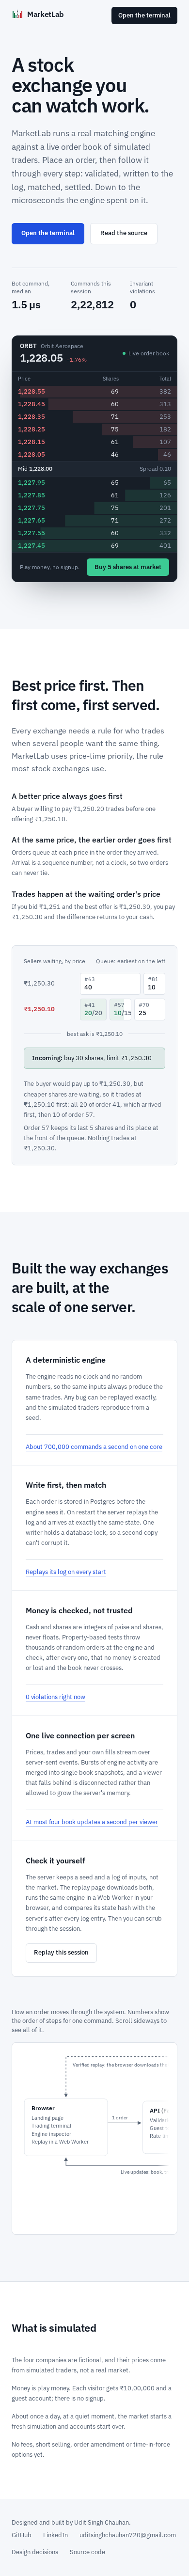 MarketLab
Open the terminal
A stock
exchange you
can watch work.
MarketLab runs a real matching engine
against a live order book of simulated
traders. Place an order, then follow it
through every step: validated, written to the
log, matched, settled. Down to the
microseconds the engine spent on it.
Open the terminal
Read the source
Bot command, median
1.5 μs
Commands this session
2,22,812
Invariant violations
0
ORBT Orbit Aerospace
1,228.05 −1.76%
Live order book
Price Shares Total
1,228.55 69 382
1,228.45 60 313
1,228.35 71 253
1,228.25 75 182
1,228.15 61 107
1,228.05 46 46
Mid 1,228.00 Spread 0.10
1,227.95 65 65
1,227.85 61 126
1,227.75 75 201
1,227.65 71 272
1,227.55 60 332
1,227.45 69 401
Play money, no signup.
Buy 5 shares at market
Best price first. Then
first come, first served.
Every exchange needs a rule for who trades
when several people want the same thing.
MarketLab uses price-time priority, the rule
most stock exchanges use.
A better price always goes first
A buyer willing to pay ₹1,250.20 trades before one
offering ₹1,250.10.
At the same price, the earlier order goes first
Orders queue at each price in the order they arrived.
Arrival is a sequence number, not a clock, so two orders
can never tie.
Trades happen at the waiting order's price
If you bid ₹1,251 and the best offer is ₹1,250.30, you pay
₹1,250.30 and the difference returns to your cash.
Sellers waiting, by price
Queue: earliest on the left
₹1,250.30
#63
40
#81
10
₹1,250.10
#41
20/20
#57
10/15
#70
25
best ask is ₹1,250.10
Incoming: buy 30 shares, limit ₹1,250.30
The buyer would pay up to ₹1,250.30, but
cheaper shares are waiting, so it trades at
₹1,250.10 first: all 20 of order 41, which arrived
first, then 10 of order 57.
Order 57 keeps its last 5 shares and its place at
the front of the queue. Nothing trades at
₹1,250.30.
Built the way exchanges
are built, at the
scale of one server.
A deterministic engine
The engine reads no clock and no random
numbers, so the same inputs always produce the
same trades. Any bug can be replayed exactly,
and the simulated traders reproduce from a
seed.
About 700,000 commands a second on one core
Write first, then match
Each order is stored in Postgres before the
engine sees it. On restart the server replays the
log and arrives at exactly the same state. One
writer holds a database lock, so a second copy
can't corrupt it.
Replays its log on every start
Money is checked, not trusted
Cash and shares are integers of paise and shares,
never floats. Property-based tests throw
thousands of random orders at the engine and
check, after every one, that no money is created
or lost and the book never crosses.
0 violations right now
One live connection per screen
Prices, trades and your own fills stream over
server-sent events. Bursts of engine activity are
merged into single book snapshots, and a viewer
that falls behind is disconnected rather than
allowed to grow the server's memory.
At most four book updates a second per viewer
Check it yourself
The server keeps a seed and a log of inputs, not
the market. The replay page downloads both,
runs the same engine in a Web Worker in your
browser, and compares its state hash with the
server's after every log entry. Then you can scrub
through the session.
Replay this session
How an order moves through the system. Numbers show
the order of steps for one command. Scroll sideways to
see all of it.
Verified replay: the browser downloads
Browser
Landing page
Trading terminal
Engine inspector
Replay in a Web Worker
1 order
API
Live updates: book,
What is simulated
The four companies are fictional, and their prices come
from simulated traders, not a real market.
Money is play money. Each visitor gets ₹10,00,000 and a
guest account; there is no signup.
About once a day, at a quiet moment, the market starts a
fresh simulation and accounts start over.
No fees, short selling, order amendment or time-in-force
options yet.
Designed and built by Udit Singh Chauhan.
GitHub LinkedIn uditsinghchauhan720@gmail.com
Design decisions Source code